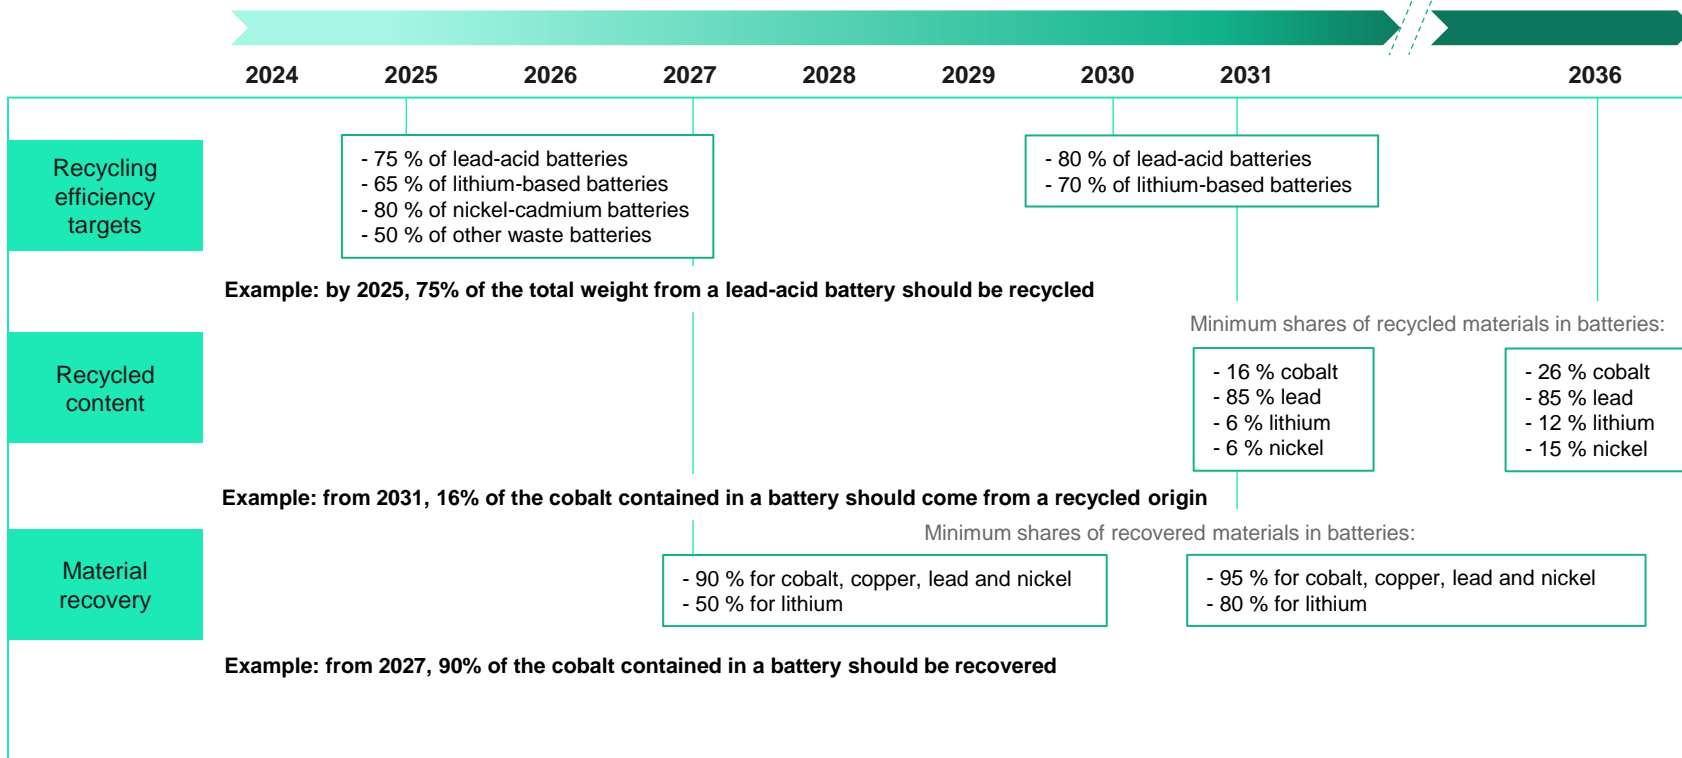 2024 2025 2026 2027 2028 2029 2030 2031 2036
Recycling
efficiency
targets
- 75 % of lead-acid batteries
- 65 % of lithium-based batteries
- 80 % of nickel-cadmium batteries
- 50 % of other waste batteries
- 80 % of lead-acid batteries
- 70 % of lithium-based batteries
Example: by 2025, 75% of the total weight from a lead-acid battery should be recycled
Minimum shares of recycled materials in batteries:
Recycled
content
- 16 % cobalt
- 85 % lead
- 6 % lithium
- 6 % nickel
- 26 % cobalt
- 85 % lead
- 12 % lithium
- 15 % nickel
Example: from 2031, 16% of the cobalt contained in a battery should come from a recycled origin
Minimum shares of recovered materials in batteries:
Material
recovery
- 90 % for cobalt, copper, lead and nickel
- 50 % for lithium
- 95 % for cobalt, copper, lead and nickel
- 80 % for lithium
Example: from 2027, 90% of the cobalt contained in a battery should be recovered